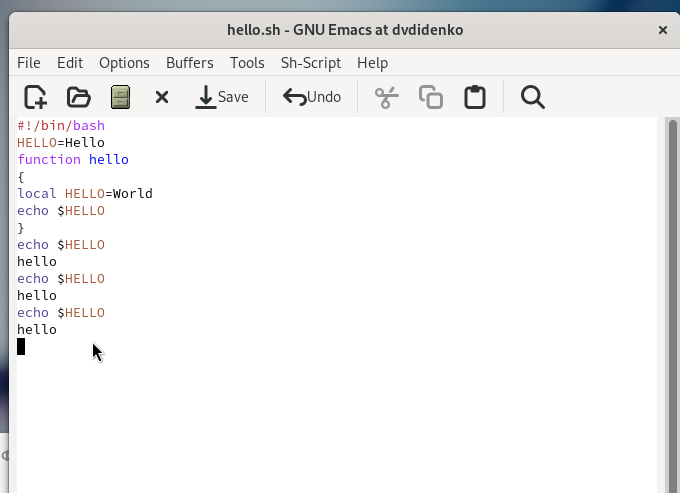 hello.sh - GNU Emacs at dvdidenko
File Edit Options Buffers Tools Sh-Script Help
Save Undo
#!/bin/bash
HELLO=Hello
function hello
{
local HELLO=World
echo $HELLO
}
echo $HELLO
hello
echo $HELLO
hello
echo $HELLO
hello